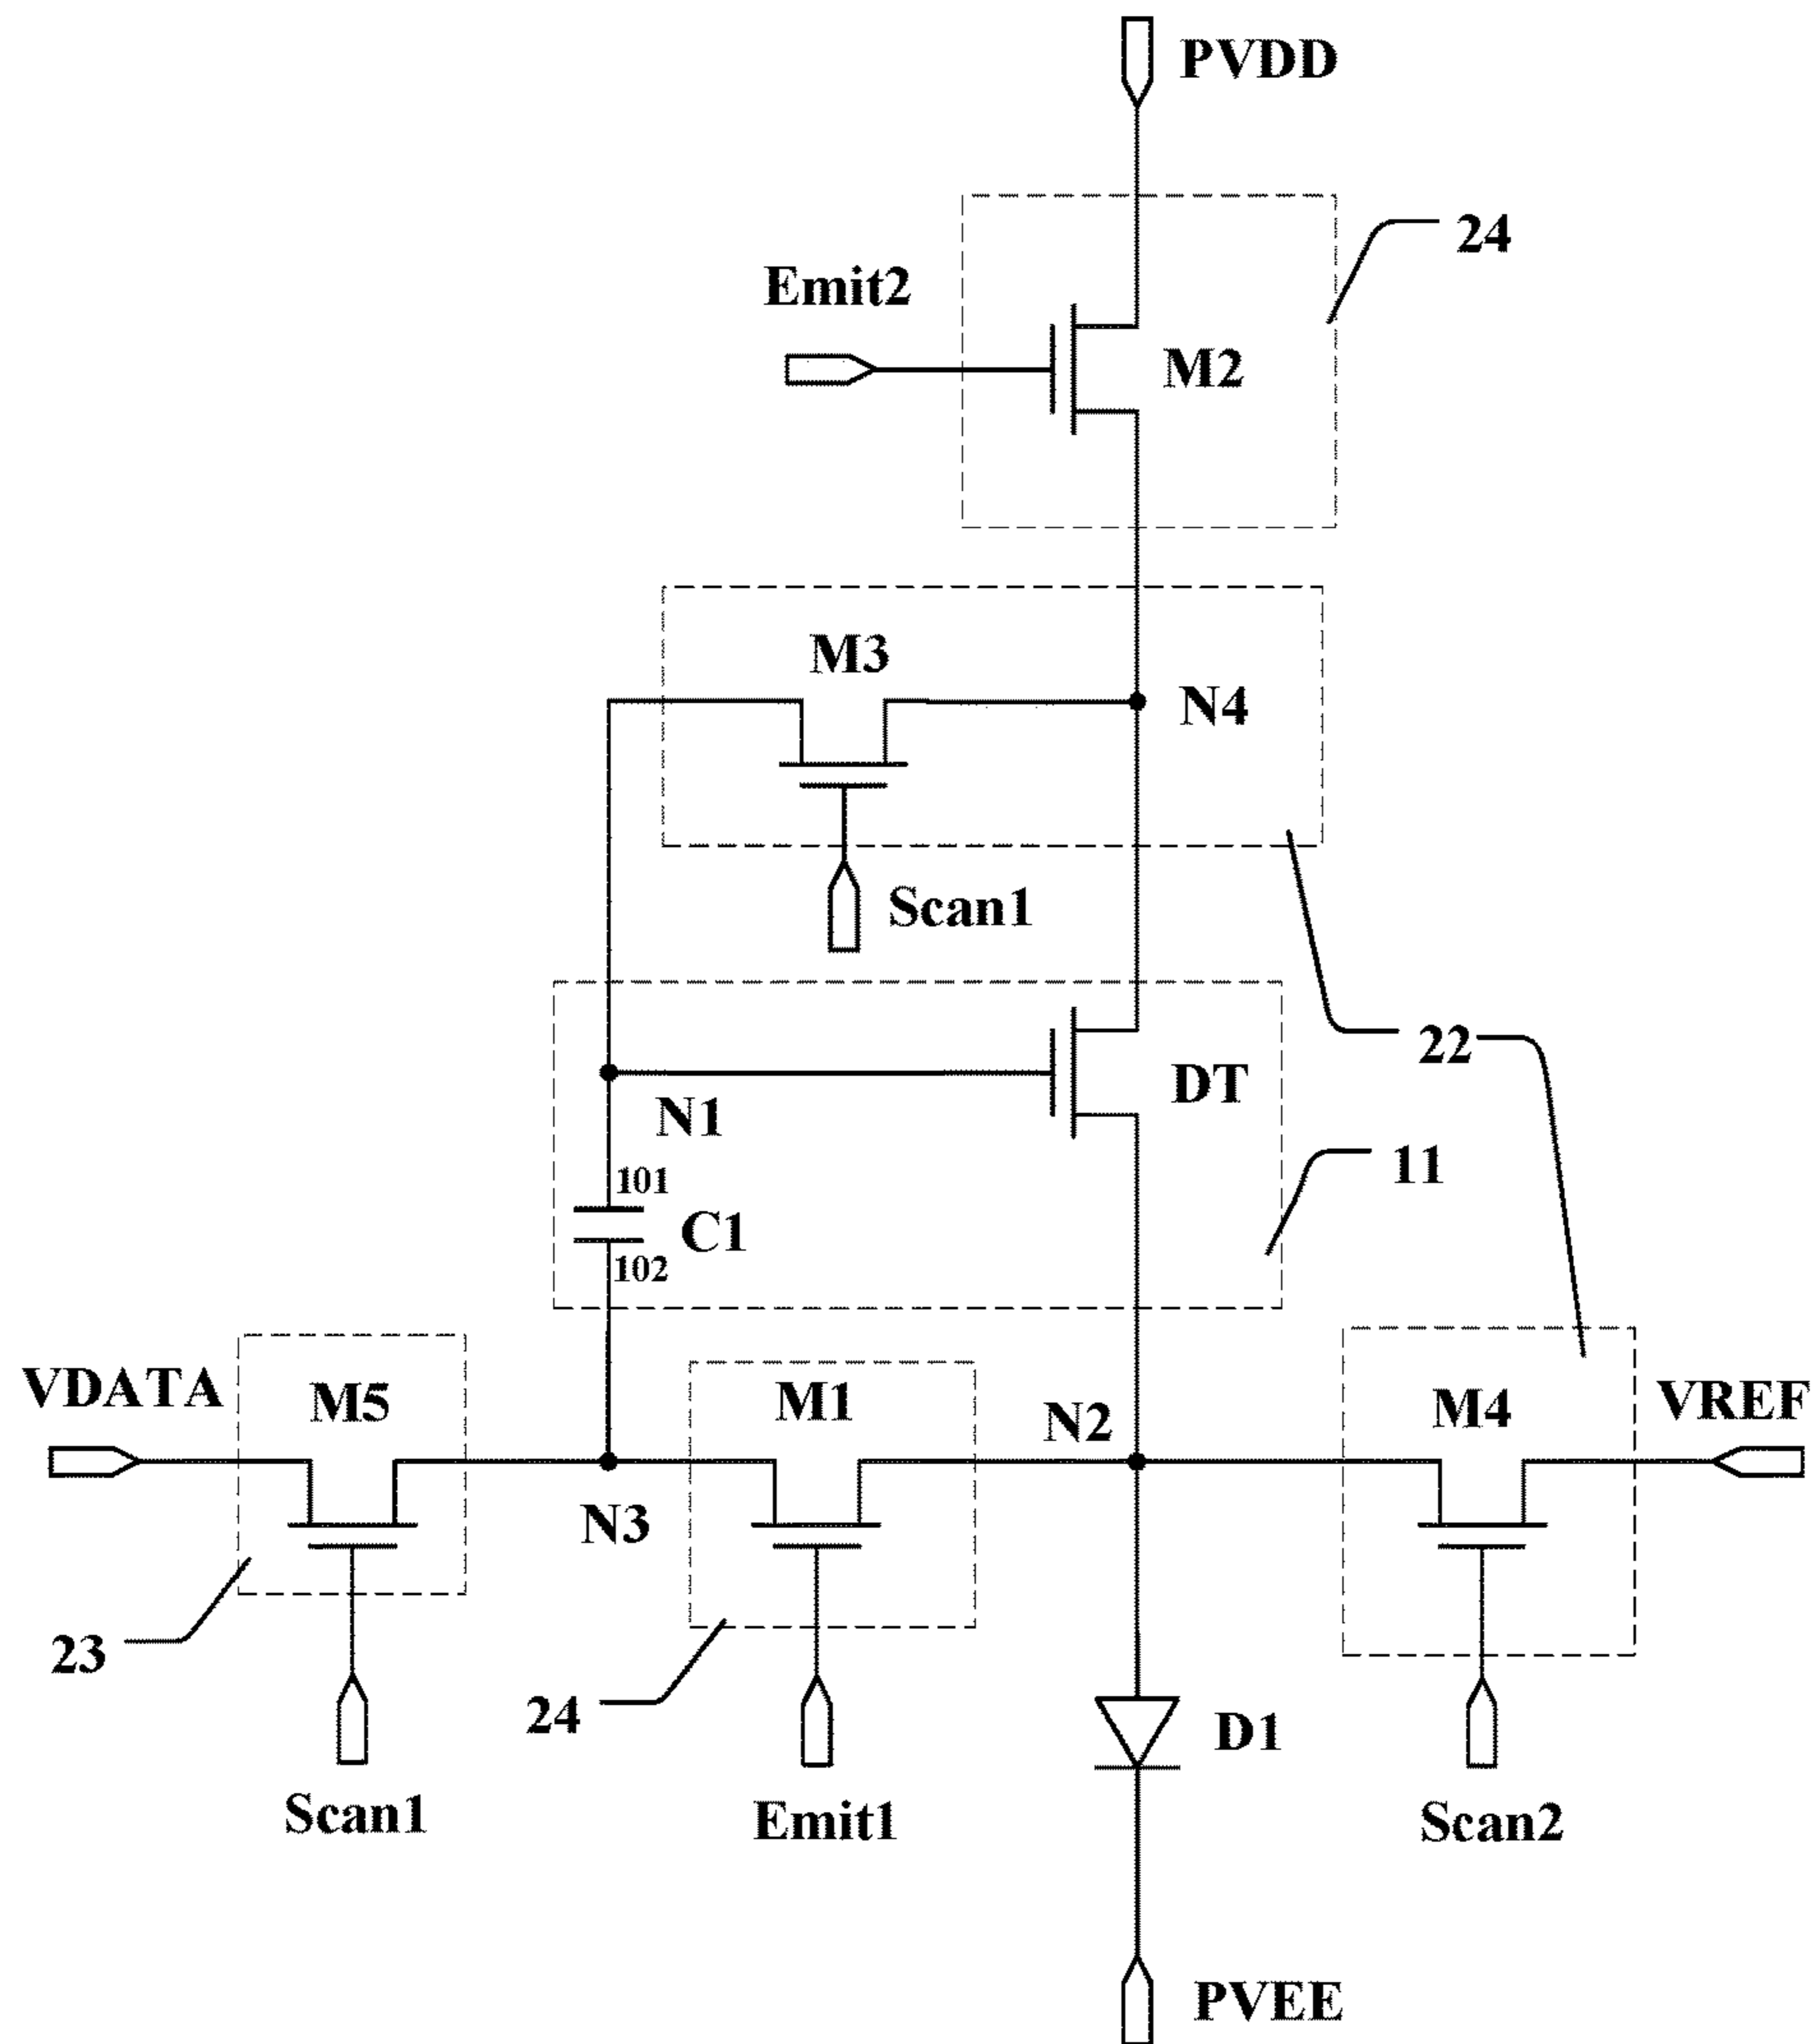 PVDD
24
Emit2
M2
M3
N4
Scan1
22
DT
N1
11
101
C1
102
VDATA
M5
M1
N2
M4
VREF
N3
23
24
D1
Scan1
Emit1
Scan2
PVEE